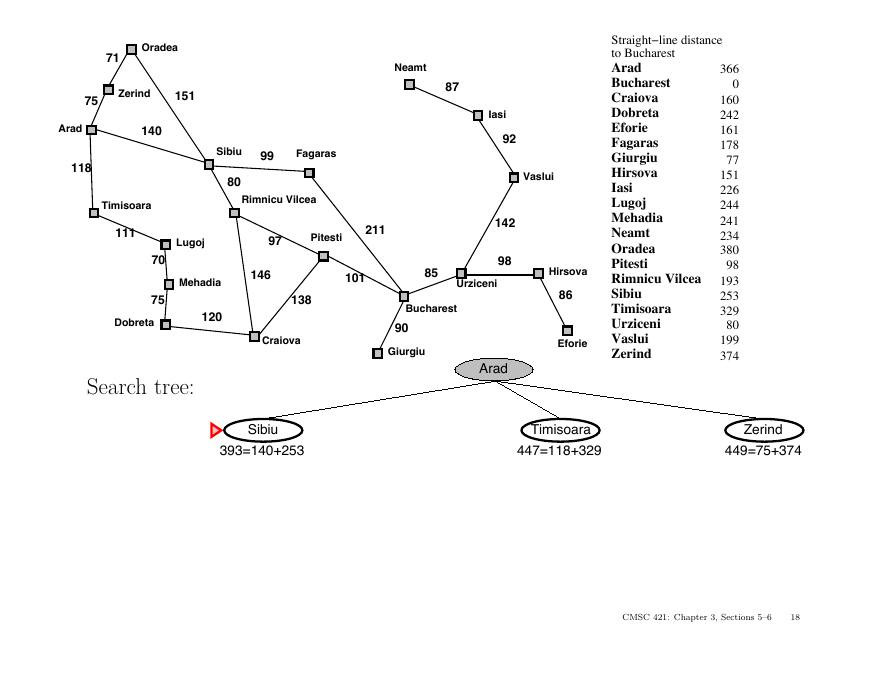 Oradea
71
Neamt
87
Zerind
151
75
Iasi
Arad
140
92
Sibiu
99
Fagaras
118
80
Vaslui
Rimnicu Vilcea
Timisoara
142
111
211
Lugoj
97
Pitesti
70
98
Hirsova
146
101
85
Mehadia
Urziceni
75
138
86
Bucharest
120
Dobreta
90
Craiova
Eforie
Giurgiu
Straight−line distance
to Bucharest
Arad 366
Bucharest 0
Craiova 160
Dobreta 242
Eforie 161
Fagaras 178
Giurgiu 77
Hirsova 151
Iasi 226
Lugoj 244
Mehadia 241
Neamt 234
Oradea 380
Pitesti 98
Rimnicu Vilcea 193
Sibiu 253
Timisoara 329
Urziceni 80
Vaslui 199
Zerind 374
Search tree:
Arad
Sibiu Timisoara Zerind
393=140+253 447=118+329 449=75+374
CMSC 421: Chapter 3, Sections 5–6 18